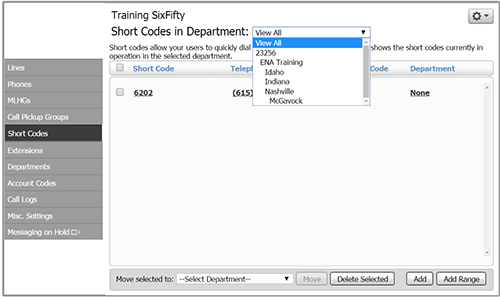 Training SixFifty
Short Codes in Department: View All
Short codes allow your users to quickly dial shows the short codes currently in
operation in the selected department.
View All
23256
ENA Training
Idaho
Indiana
Nashville
McGavock
Lines
Phones
MLHGs
Call Pickup Groups
Short Codes
Extensions
Departments
Account Codes
Call Logs
Misc. Settings
Messaging on Hold
Short Code Teleph Code Department
6202 (615) None
Move selected to: --Select Department-- Move Delete Selected Add Add Range